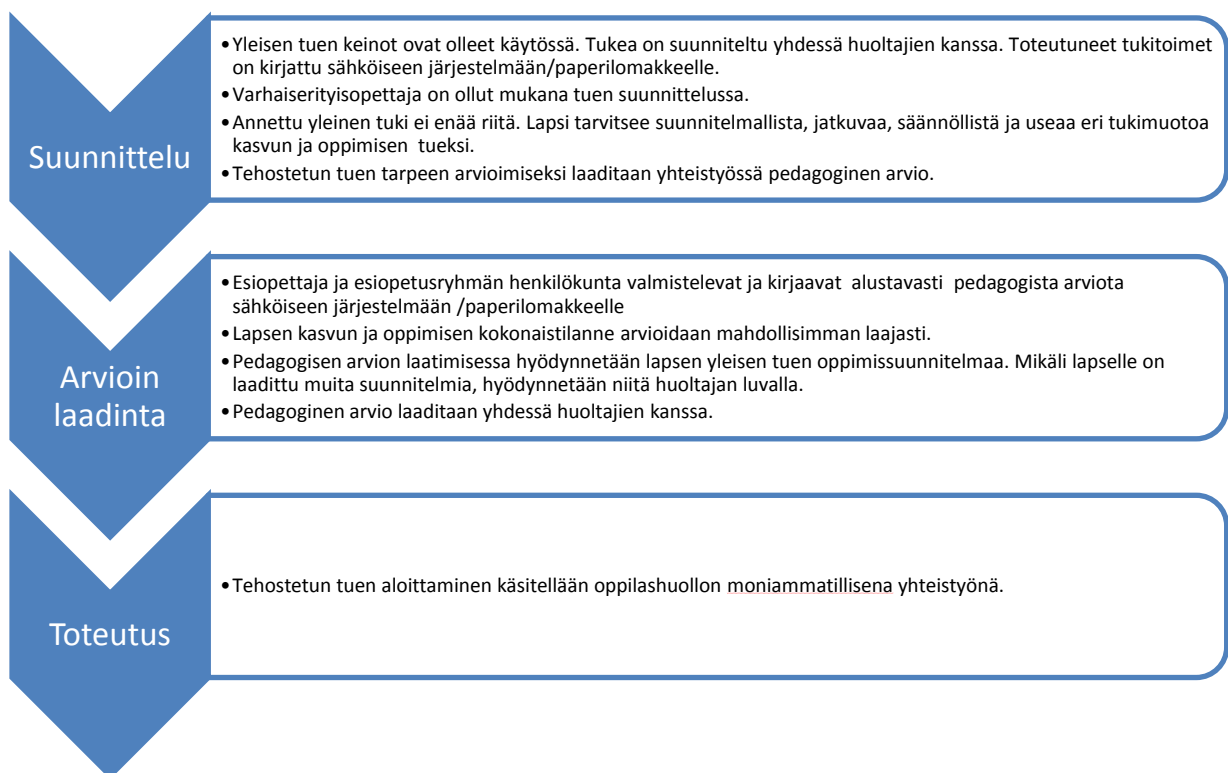 Suunnittelu
•Yleisen tuen keinot ovat olleet käytössä. Tukea on suunniteltu yhdessä huoltajien kanssa. Toteutuneet tukitoimet
on kirjattu sähköiseen järjestelmään/paperilomakkeelle.
•Varhaiserityisopettaja on ollut mukana tuen suunnittelussa.
•Annettu yleinen tuki ei enää riitä. Lapsi tarvitsee suunnitelmallista, jatkuvaa, säännöllistä ja useaa eri tukimuotoa
kasvun ja oppimisen tueksi.
•Tehostetun tuen tarpeen arvioimiseksi laaditaan yhteistyössä pedagoginen arvio.
Arvioin
laadinta
•Esiopettaja ja esiopetusryhmän henkilökunta valmistelevat ja kirjaavat alustavasti pedagogista arviota
sähköiseen järjestelmään /paperilomakkeelle
•Lapsen kasvun ja oppimisen kokonaistilanne arvioidaan mahdollisimman laajasti.
•Pedagogisen arvion laatimisessa hyödynnetään lapsen yleisen tuen oppimissuunnitelmaa. Mikäli lapselle on
laadittu muita suunnitelmia, hyödynnetään niitä huoltajan luvalla.
•Pedagoginen arvio laaditaan yhdessä huoltajien kanssa.
Toteutus
•Tehostetun tuen aloittaminen käsitellään oppilashuollon moniammatillisena yhteistyönä.